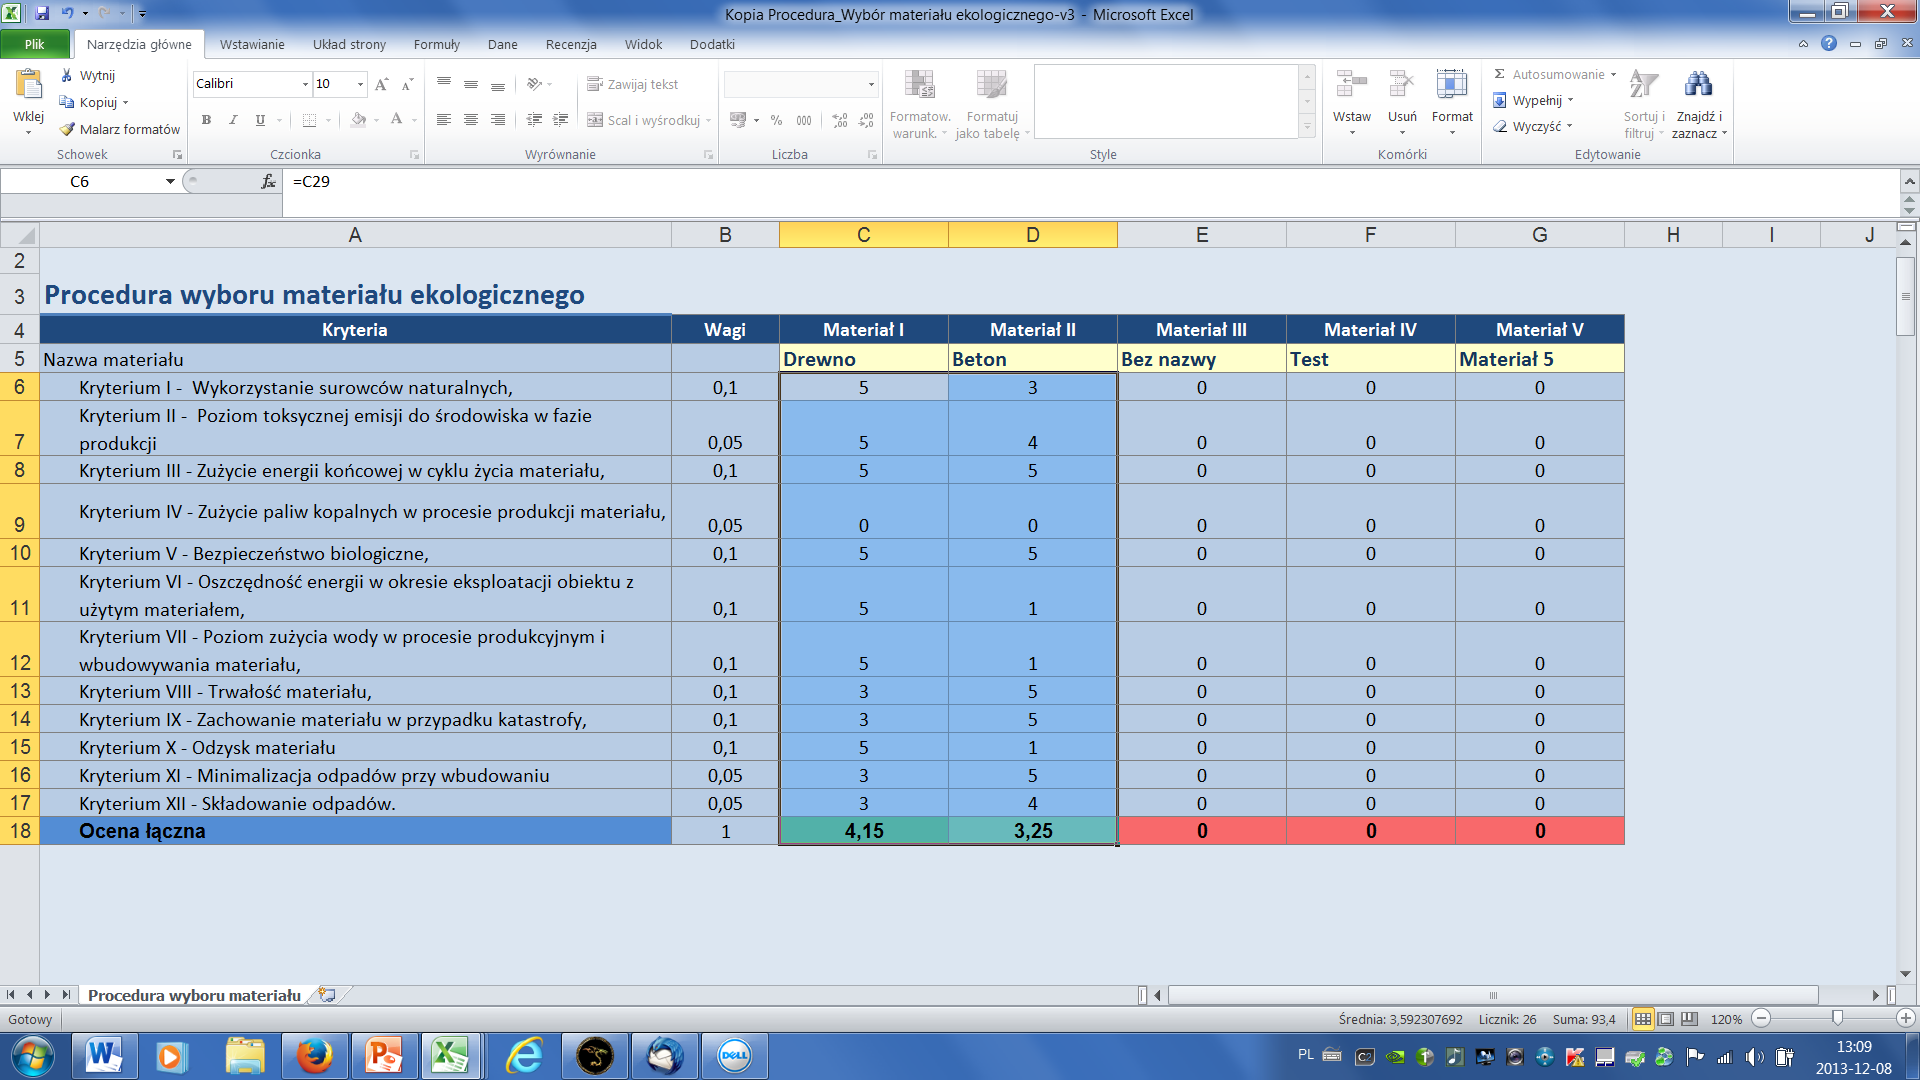 Kopia Procedura_Wybór materiału ekologicznego-v3 - Microsoft Excel
Plik Narzędzia główne Wstawianie Układ strony Formuły Dane Recenzja Widok Dodatki
Wklej
Wytnij
Kopiuj
Malarz formatów
Schowek
Calibri 10
B I U A
Czcionka
Zawijaj tekst
Scal i wyśrodkuj
Wyrównanie
% 000
Liczba
Formatow. warunk.
Formatuj jako tabelę
Style
Wstaw Usuń Format
Komórki
Σ Autosumowanie
Wypełnij
Wyczyść
Sortuj i filtruj
Znajdź i zaznacz
Edytowanie
C6 fx =C29
A B C D E F G H I J
2
3 Procedura wyboru materiału ekologicznego
4 Kryteria Wagi Materiał I Materiał II Materiał III Materiał IV Materiał V
5 Nazwa materiału Drewno Beton Bez nazwy Test Materiał 5
6 Kryterium I - Wykorzystanie surowców naturalnych, 0,1 5 3 0 0 0
Kryterium II - Poziom toksycznej emisji do środowiska w fazie
7 produkcji 0,05 5 4 0 0 0
8 Kryterium III - Zużycie energii końcowej w cyklu życia materiału, 0,1 5 5 0 0 0
9 Kryterium IV - Zużycie paliw kopalnych w procesie produkcji materiału, 0,05 0 0 0 0 0
10 Kryterium V - Bezpieczeństwo biologiczne, 0,1 5 5 0 0 0
Kryterium VI - Oszczędność energii w okresie eksploatacji obiektu z
11 użytym materiałem, 0,1 5 1 0 0 0
Kryterium VII - Poziom zużycia wody w procesie produkcyjnym i
12 wbudowywania materiału, 0,1 5 1 0 0 0
13 Kryterium VIII - Trwałość materiału, 0,1 3 5 0 0 0
14 Kryterium IX - Zachowanie materiału w przypadku katastrofy, 0,1 3 5 0 0 0
15 Kryterium X - Odzysk materiału 0,1 5 1 0 0 0
16 Kryterium XI - Minimalizacja odpadów przy wbudowaniu 0,05 3 5 0 0 0
17 Kryterium XII - Składowanie odpadów. 0,05 3 4 0 0 0
18 Ocena łączna 1 4,15 3,25 0 0 0
Procedura wyboru materiału
Gotowy Średnia: 3,592307692 Licznik: 26 Suma: 93,4 120%
DELL
PL
13:09
2013-12-08